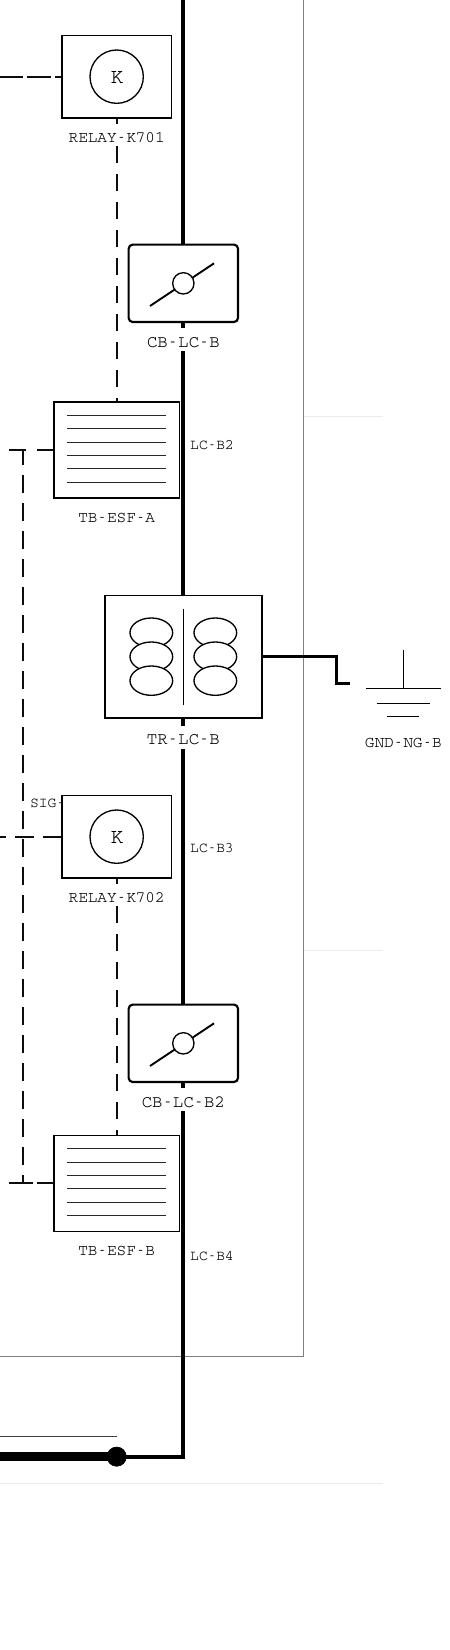 K
RELAY-K701
CB-LC-B
LC-B2
TB-ESF-A
TR-LC-B
GND-NG-B
SIG-
K
LC-B3
RELAY-K702
CB-LC-B2
TB-ESF-B
LC-B4